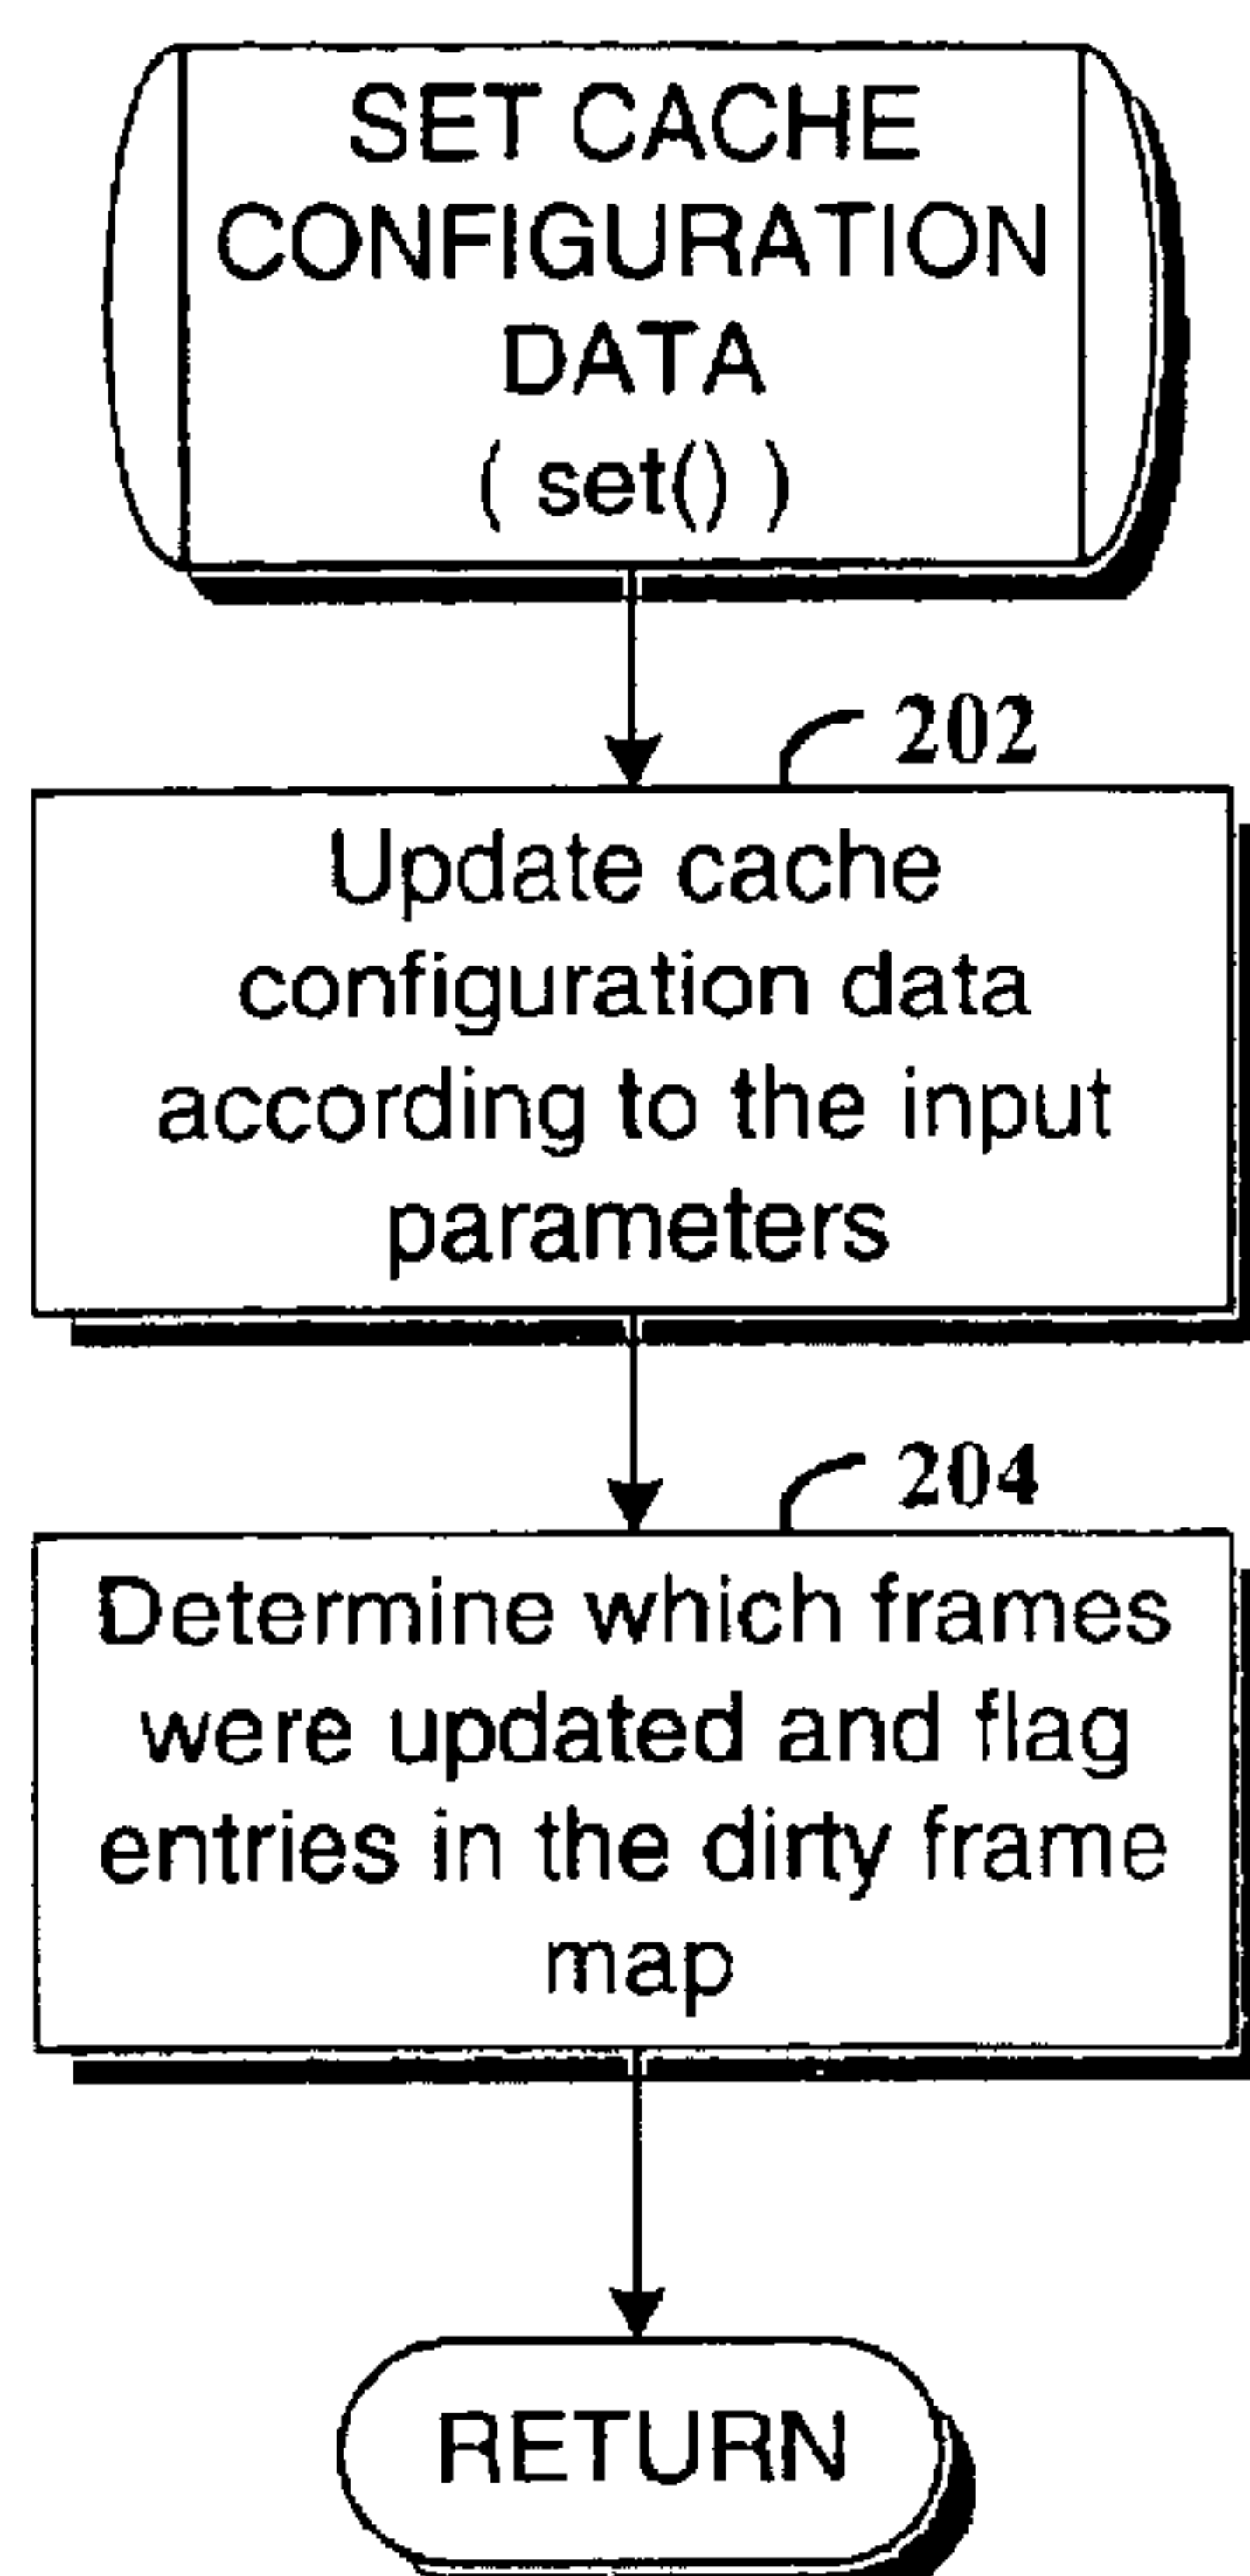 SET CACHE
CONFIGURATION
DATA
( set() )
202
Update cache
configuration data
according to the input
parameters
204
Determine which frames
were updated and flag
entries in the dirty frame
map
RETURN